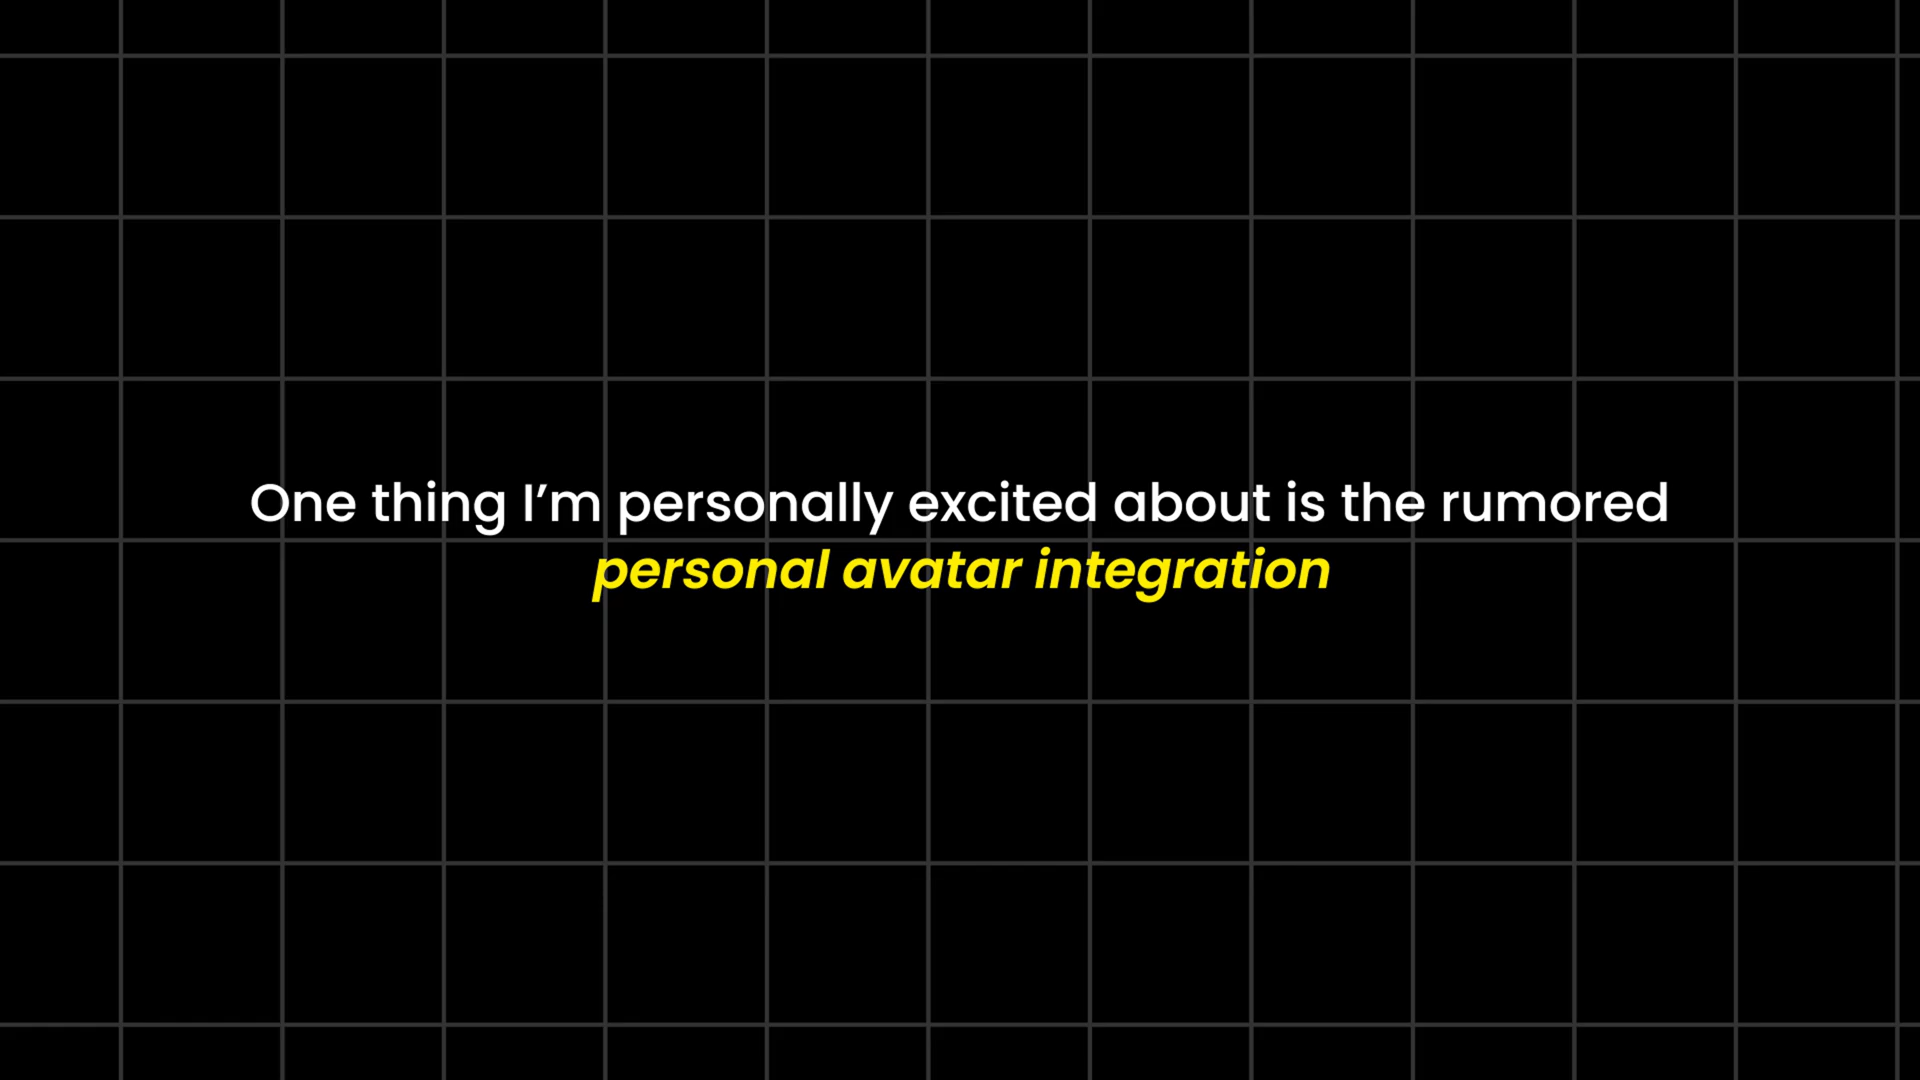 One thing I’m personally excited about is the rumored
personal avatar integration